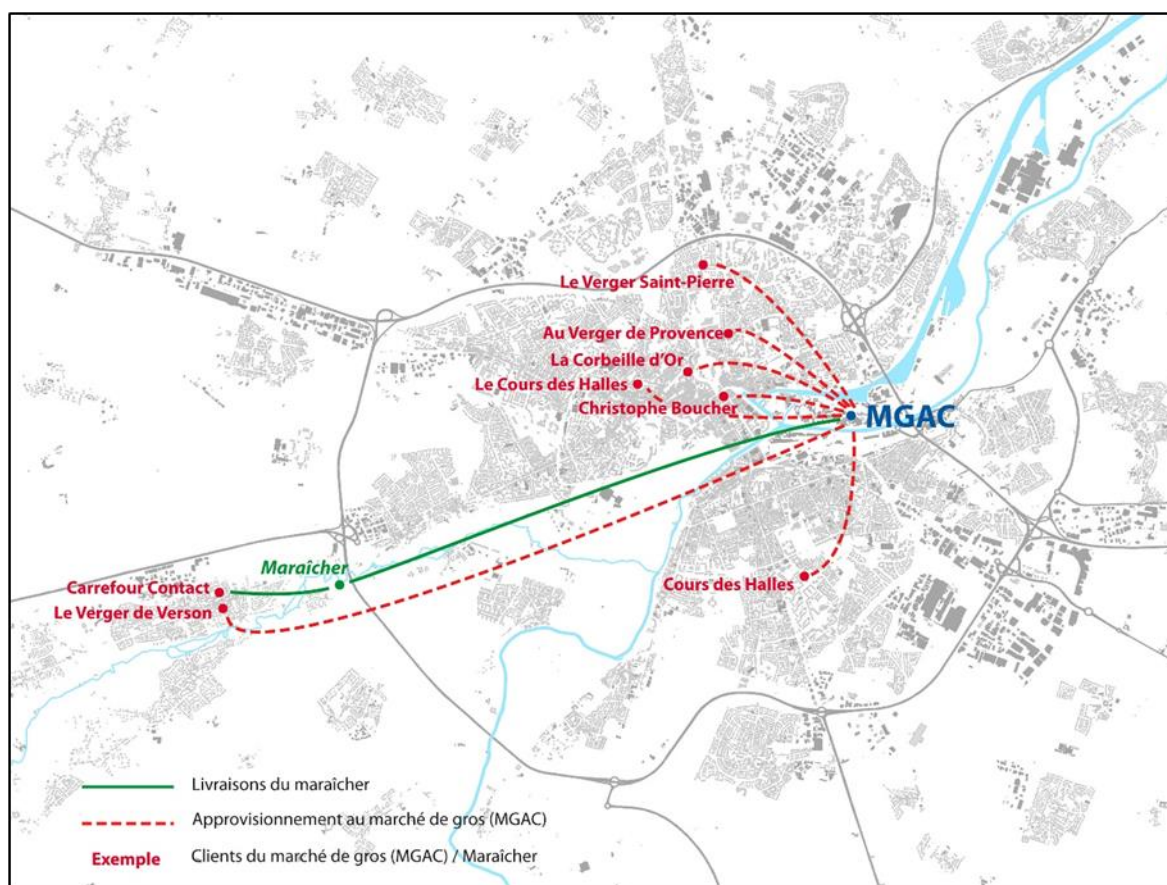 Le Verger Saint-Pierre
Au Verger de Provence
La Corbeille d'Or
Le Cours des Halles
Christophe Boucher
MGAC
Maraîcher
Carrefour Contact
Le Verger de Verson
Cours des Halles
Livraisons du maraîcher
Approvisionnement au marché de gros (MGAC)
Exemple Clients du marché de gros (MGAC) / Maraîcher